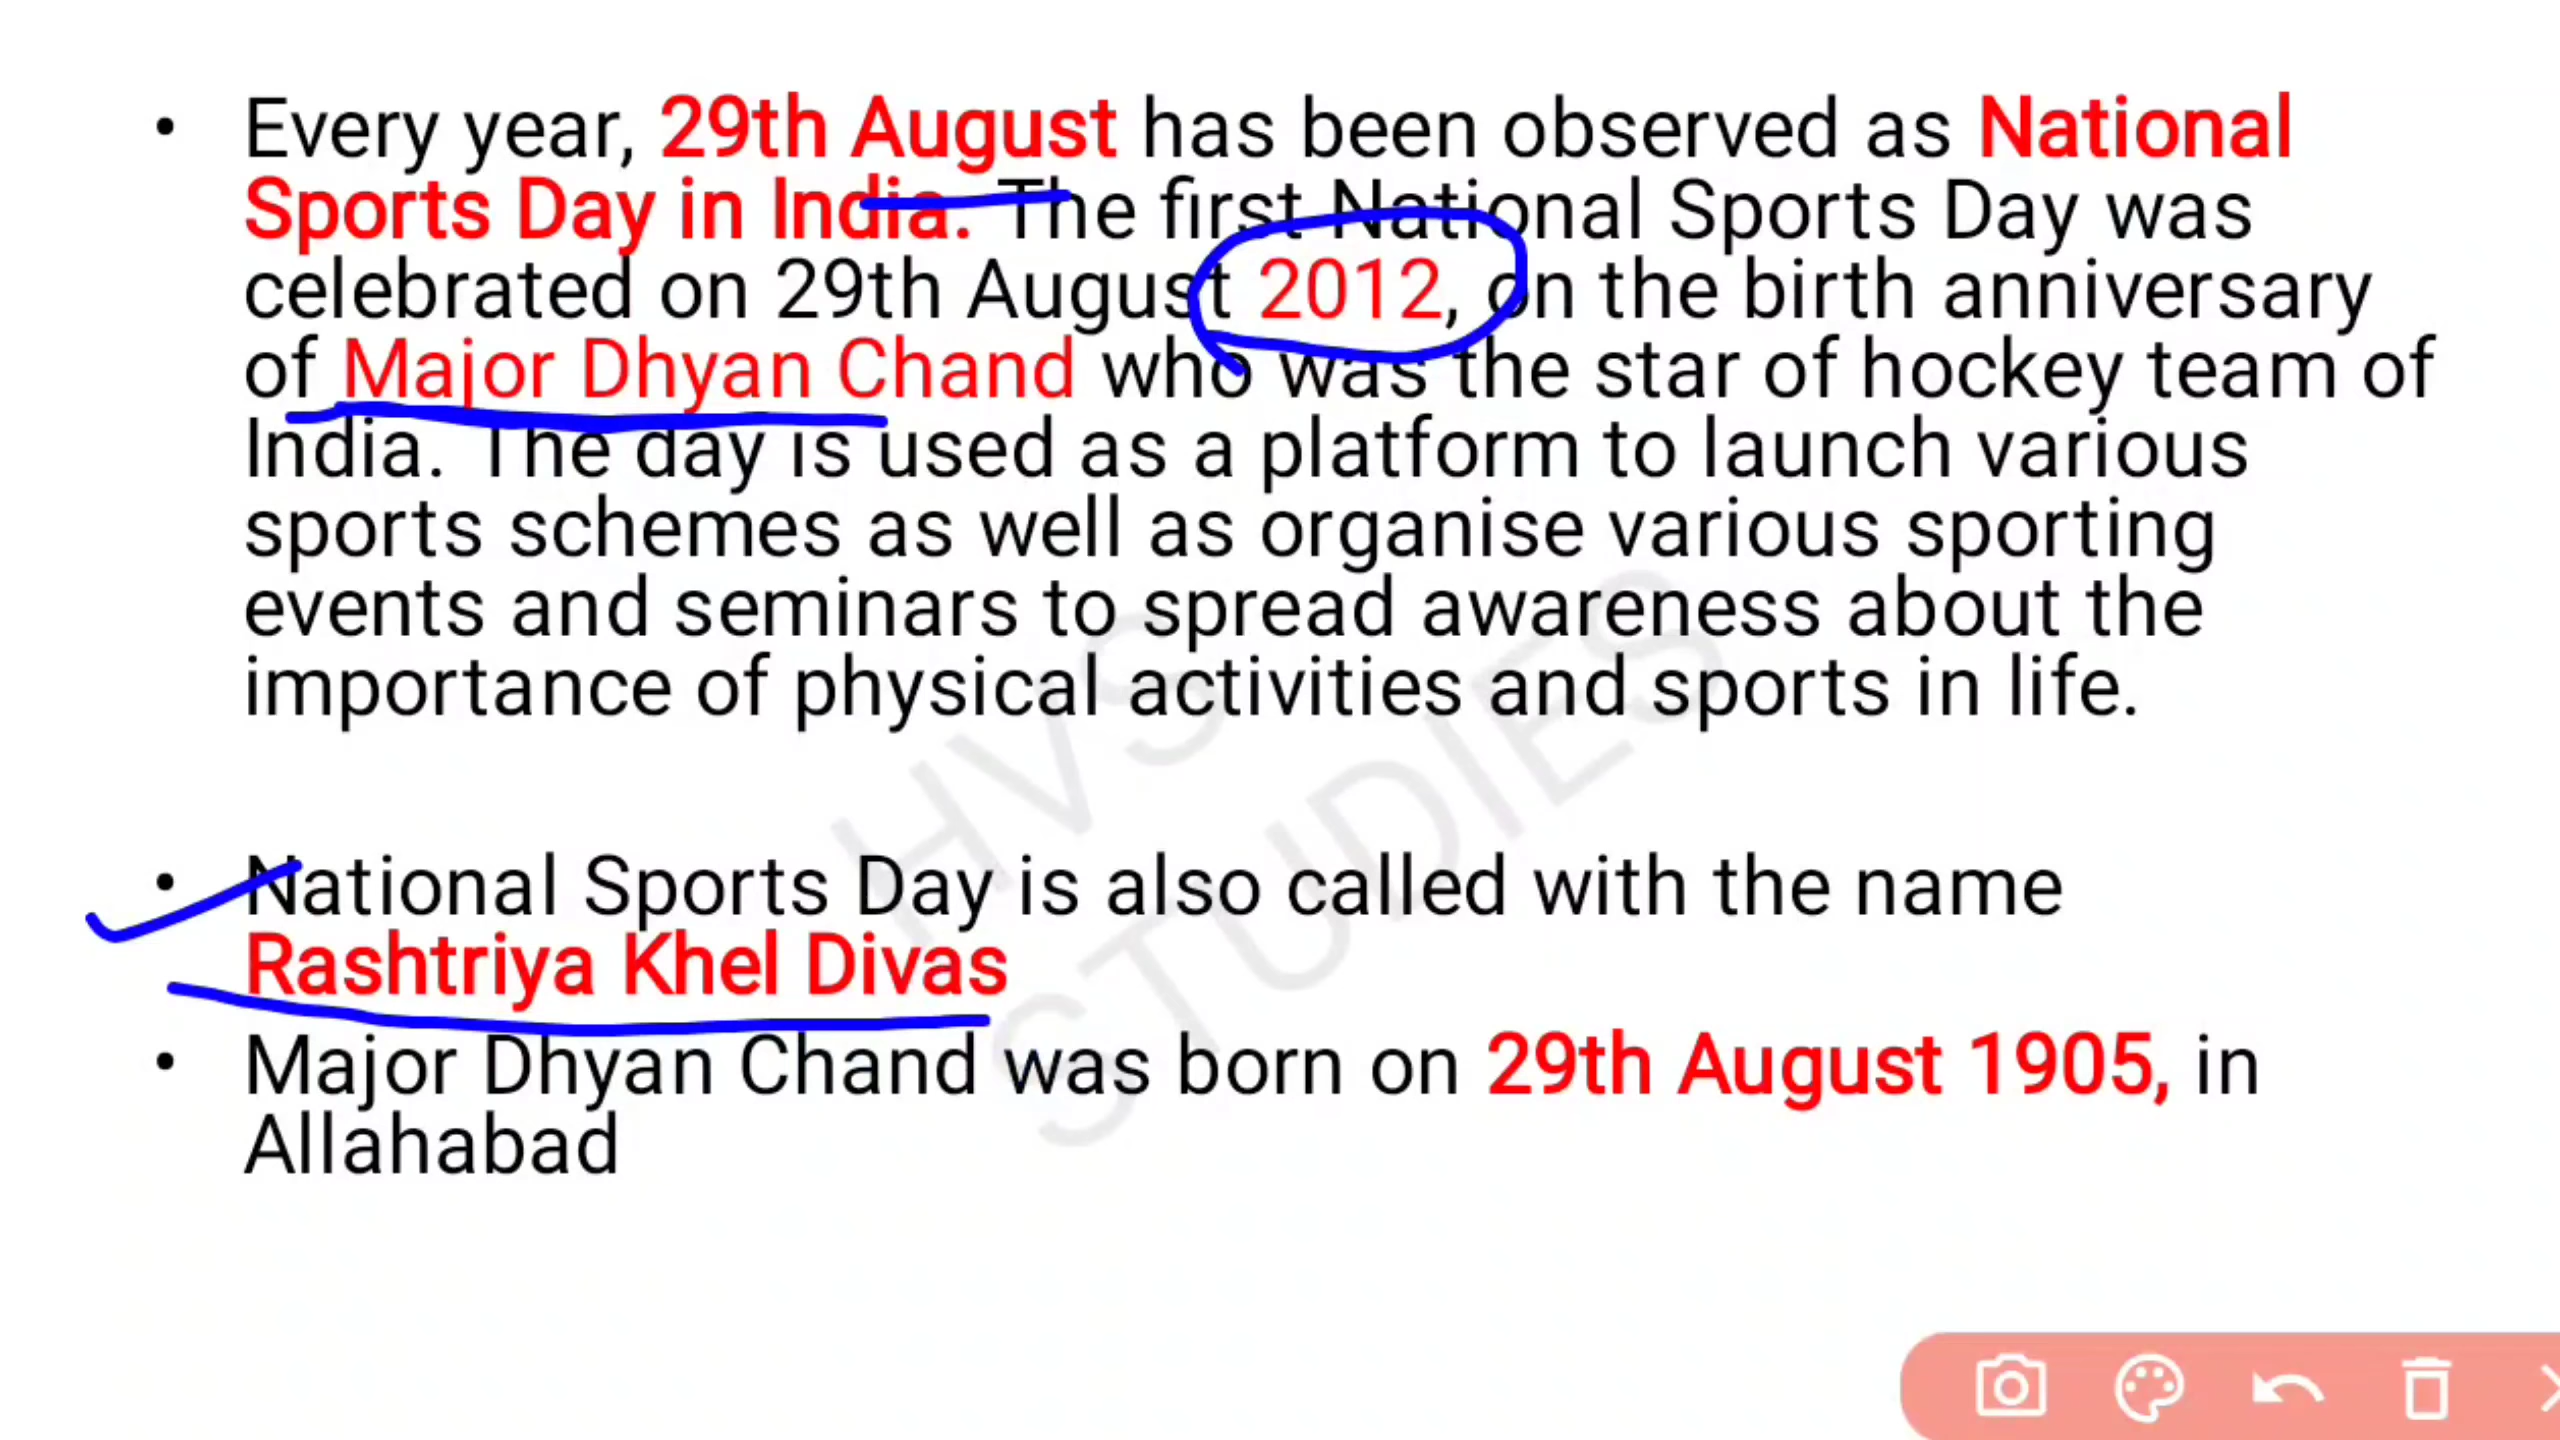 • Every year, 29th August has been observed as National
Sports Day in India. The first National Sports Day was
celebrated on 29th August 2012, on the birth anniversary
of Major Dhyan Chand who was the star of hockey team of
India. The day is used as a platform to launch various
sports schemes as well as organise various sporting
events and seminars to spread awareness about the
importance of physical activities and sports in life.
• National Sports Day is also called with the name
Rashtriya Khel Divas
• Major Dhyan Chand was born on 29th August 1905, in
Allahabad
HVS
STUDIES